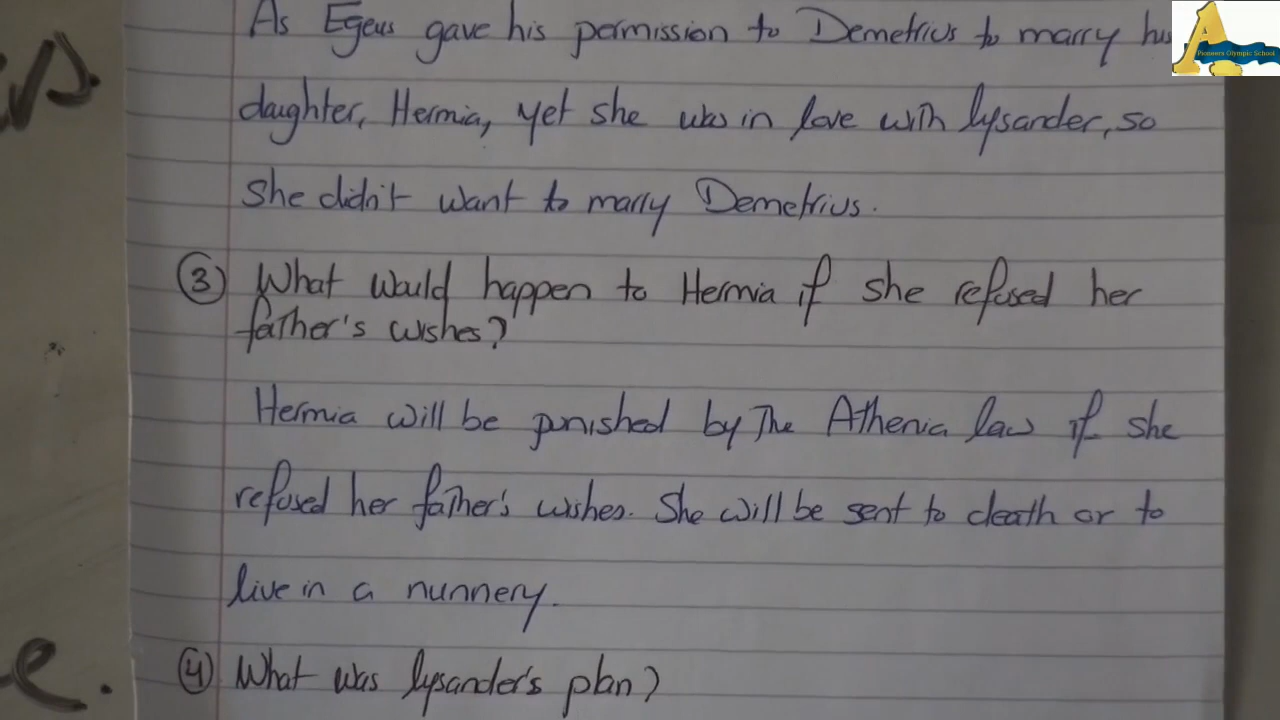 As Egeus gave his permission to Demetrius to marry his
Pioneers Olympic School
daughter, Hermia, yet she was in love with lysander, so
she didn't want to marry Demetrius.
③ What would happen to Hermia if she refused her
father's wishes?
Hermia will be punished by The Athenia law if she
refused her father's wishes. She will be sent to death or to
live in a nunnery.
④ What was lysander's plan?
e.